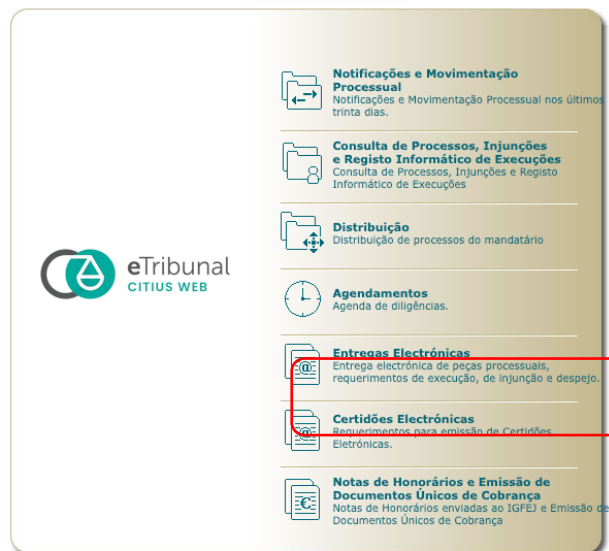 Notificações e Movimentação
Processual
Notificações e Movimentação Processual nos últimos
trinta dias.
Consulta de Processos, Injunções
e Registo Informático de Execuções
Consulta de Processos, Injunções e Registo
Informático de Execuções
Distribuição
Distribuição de processos do mandatário
eTribunal
CITIUS WEB
Agendamentos
Agenda de diligências.
Entregas Electrónicas
Entrega electrónica de peças processuais,
requerimentos de execução, de injunção e despejo.
Certidões Electrónicas
Requerimentos para emissão de Certidões
Eletrónicas.
Notas de Honorários e Emissão de
Documentos Únicos de Cobrança
Notas de Honorários enviadas ao IGFEJ e Emissão de
Documentos Únicos de Cobrança